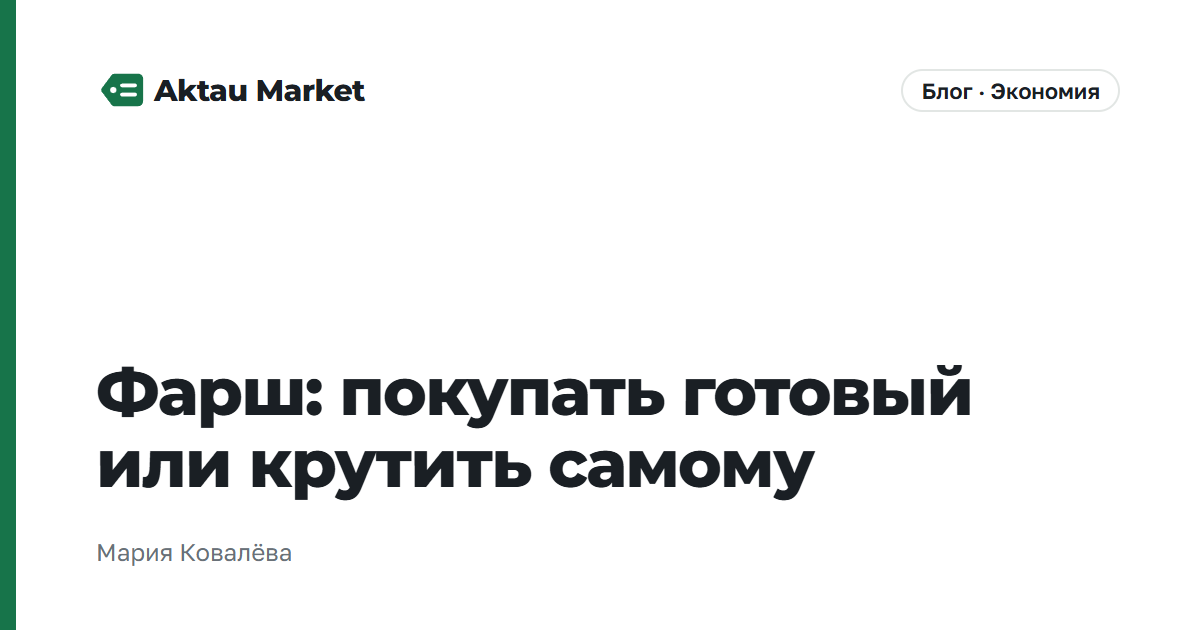 Aktau Market
Блог · Экономия
Фарш: покупать готовый
или крутить самому
Мария Ковалёва